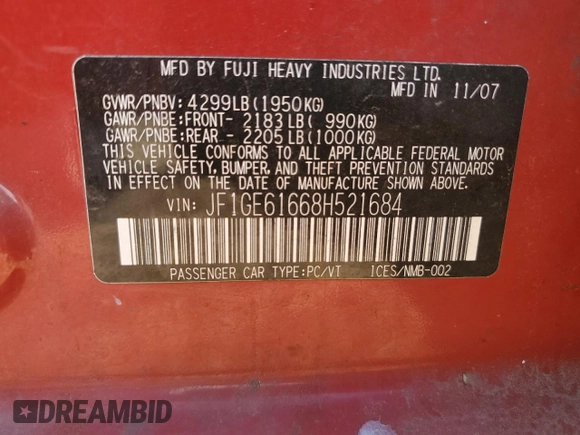 MFD BY FUJI HEAVY INDUSTRIES LTD.
MFD IN 11/07
GVWR/PNBV: 4299LB(1950KG)
GAWR/PNBE:FRONT- 2183LB( 990KG)
GAWR/PNBE:REAR - 2205LB(1000KG)
THIS VEHICLE CONFORMS TO ALL APPLICABLE FEDERAL MOTOR
VEHICLE SAFETY, BUMPER, AND THEFT PREVENTION STANDARDS
IN EFFECT ON THE DATE OF MANUFACTURE SHOWN ABOVE.
VIN: JF1GE61668H521684
PASSENGER CAR TYPE:PC/VT ICES/NMB-002
DREAMBID